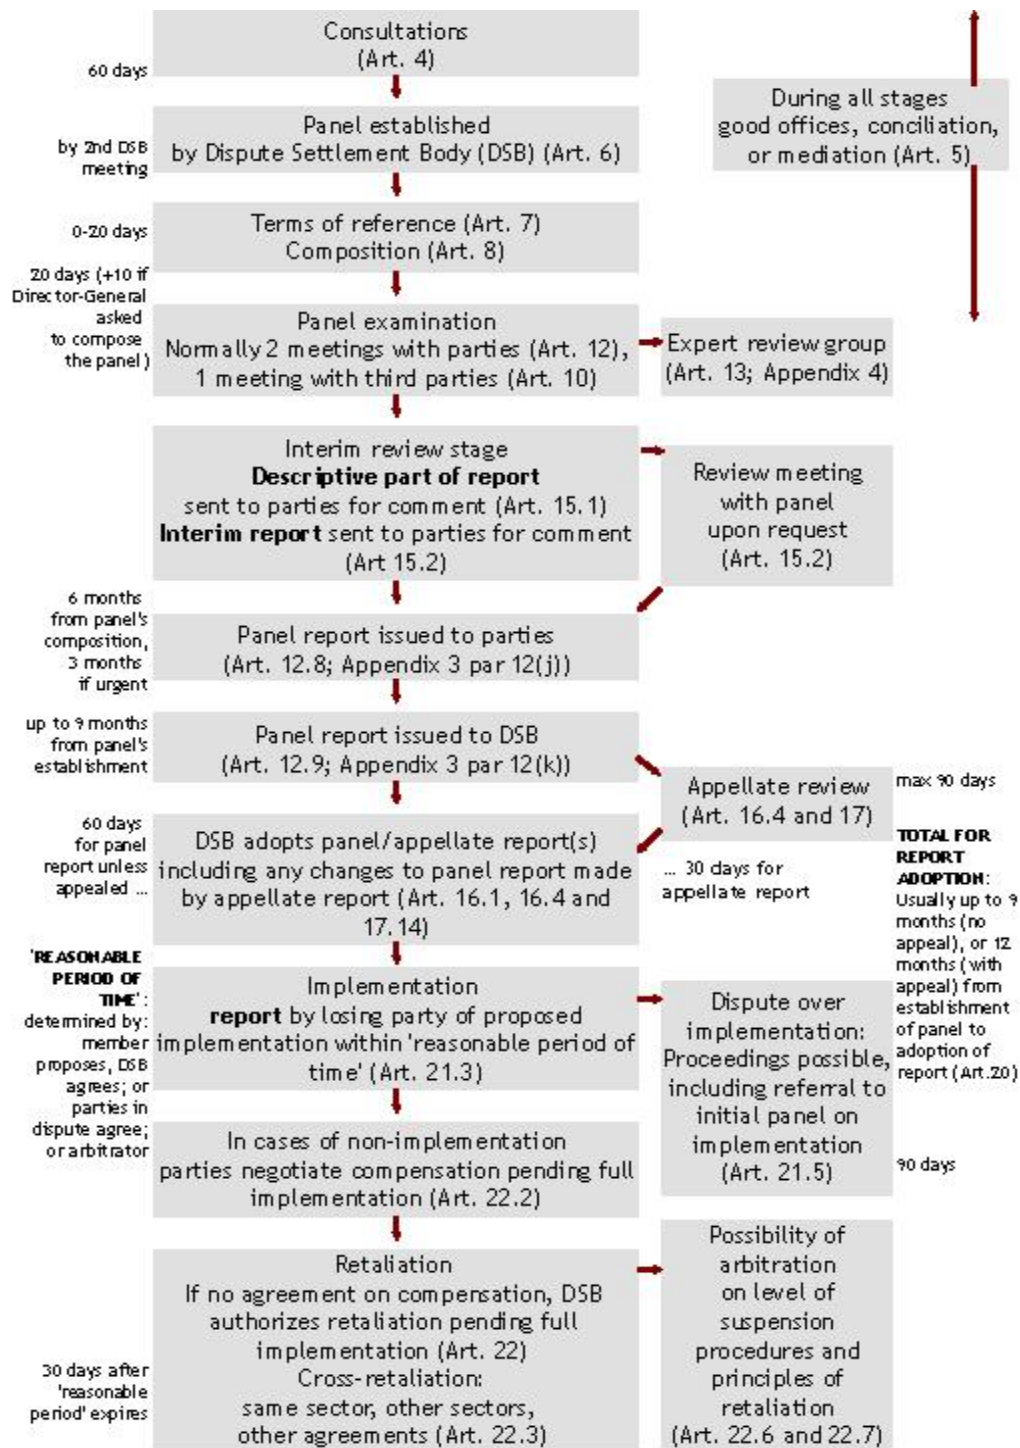 Consultations
(Art. 4)
60 days
During all stages
good offices, conciliation,
or mediation (Art. 5)
by 2nd DSB
meeting
Panel established
by Dispute Settlement Body (DSB) (Art. 6)
0-20 days
Terms of reference (Art. 7)
Composition (Art. 8)
20 days (+10 if
Director-General
asked
to compose
the panel)
Panel examination
Normally 2 meetings with parties (Art. 12),
1 meeting with third parties (Art. 10)
Expert review group
(Art. 13; Appendix 4)
Interim review stage
Descriptive part of report
sent to parties for comment (Art. 15.1)
Interim report sent to parties for comment
(Art 15.2)
Review meeting
with panel
upon request
(Art. 15.2)
6 months
from panel's
composition,
3 months
if urgent
Panel report issued to parties
(Art. 12.8; Appendix 3 par 12(j))
up to 9 months
from panel's
establishment
Panel report issued to DSB
(Art. 12.9; Appendix 3 par 12(k))
Appellate review
(Art. 16.4 and 17)
max 90 days
60 days
for panel
report unless
appealed ...
DSB adopts panel/appellate report(s)
including any changes to panel report made
by appellate report (Art. 16.1, 16.4 and
17.14)
... 30 days for
appellate report
TOTAL FOR
REPORT
ADOPTION:
Usually up to 9
months (no
appeal), or 12
months (with
appeal) from
establishment
of panel to
adoption of
report (Art.20)
'REASONABLE
PERIOD OF
TIME':
determined by:
member
proposes, DSB
agrees; or
parties in
dispute agree;
or arbitrator
Implementation
report by losing party of proposed
implementation within 'reasonable period of
time' (Art. 21.3)
Dispute over
implementation:
Proceedings possible,
including referral to
initial panel on
implementation
(Art. 21.5)
90 days
In cases of non-implementation
parties negotiate compensation pending full
implementation (Art. 22.2)
30 days after
'reasonable
period' expires
Retaliation
If no agreement on compensation, DSB
authorizes retaliation pending full
implementation (Art. 22)
Cross-retaliation:
same sector, other sectors,
other agreements (Art. 22.3)
Possibility of
arbitration
on level of
suspension
procedures and
principles of
retaliation
(Art. 22.6 and 22.7)